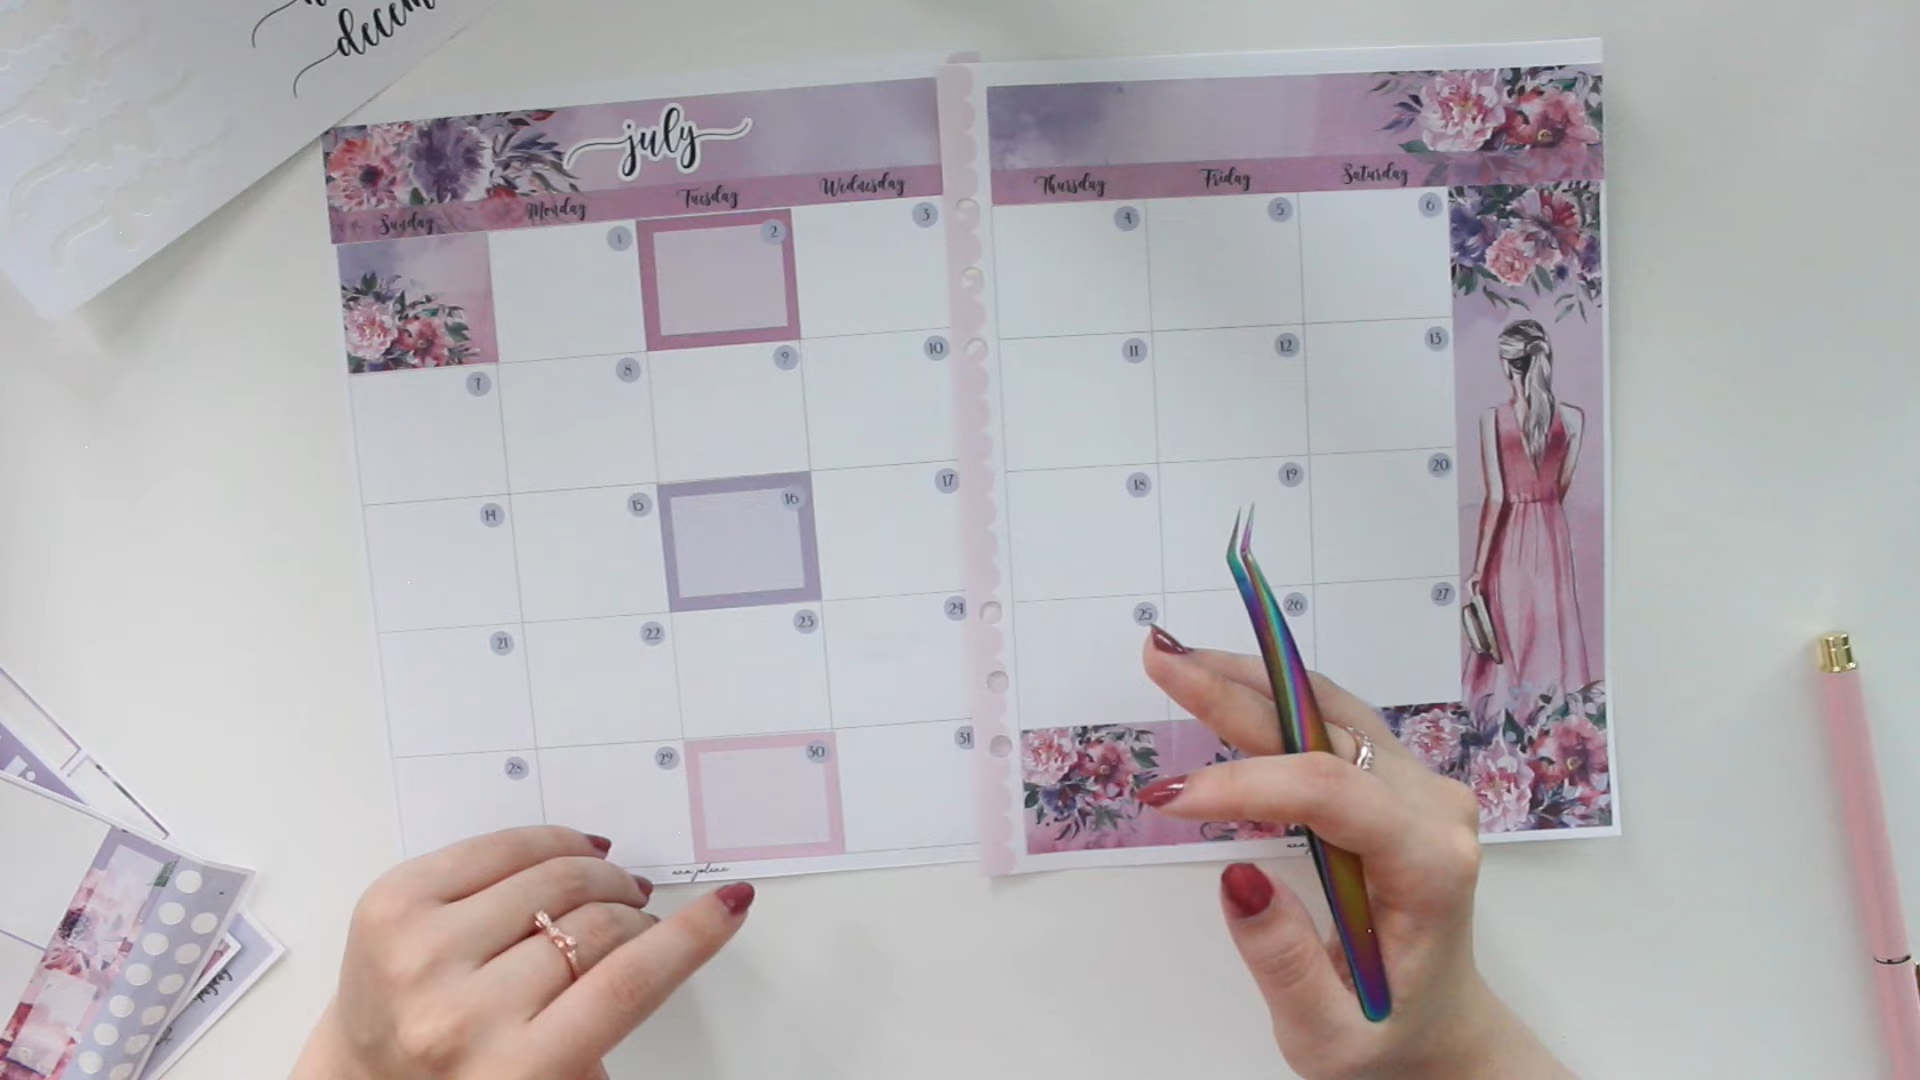 decem
july
Sunday Monday Tuesday Wednesday Thursday Friday Saturday
1 2 3 4 5 6
7 8 9 10 11 12 13
14 15 16 17 18 19 20
21 22 23 24 25 26 27
28 29 30 31